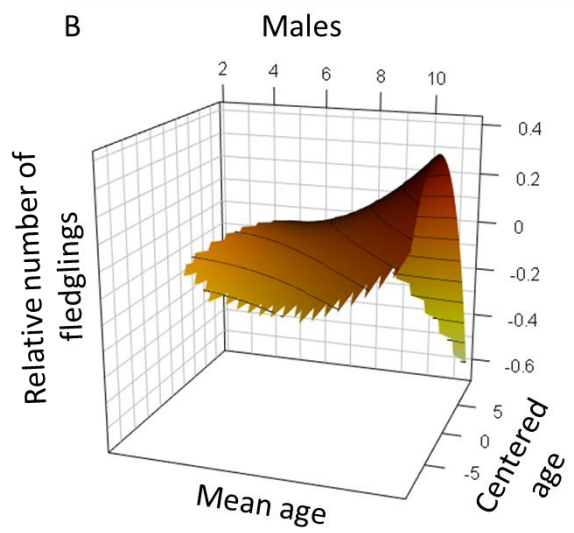 B
Males
2 4 6 8 10
0.4
0.2
0
-0.2
-0.4
-0.6
5
0
-5
Relative number of
fledglings
Mean age
Centered
age